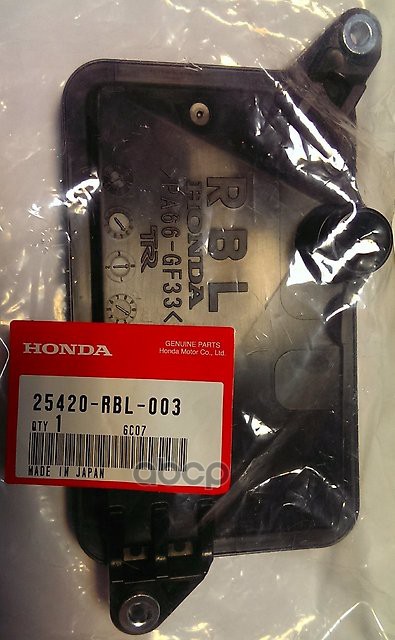 RBL
HONDA
>PA66-GF33<
TR
HONDA
GENUINE PARTS
Honda Motor Co., Ltd.
25420-RBL-003
QTY 1
6C07
MADE IN JAPAN
abcp